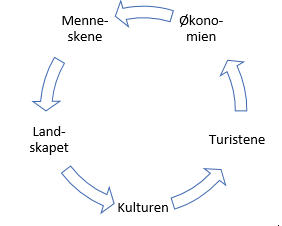 Menne-
skene
Økono-
mien
Land-
skapet
Turistene
Kulturen
.